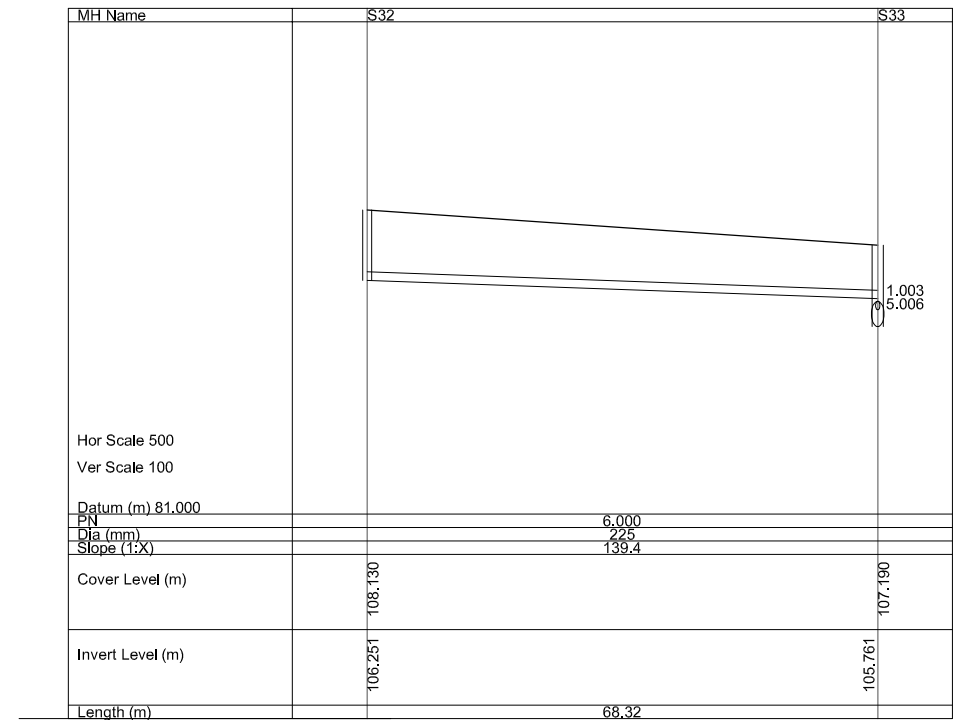 MH Name S32 S33
1.003
5.006
Hor Scale 500
Ver Scale 100
Datum (m) 81.000
PN 6.000
Dia (mm) 225
Slope (1:X) 139.4
Cover Level (m) 108.130 107.190
Invert Level (m) 106.251 105.761
Length (m) 68.32